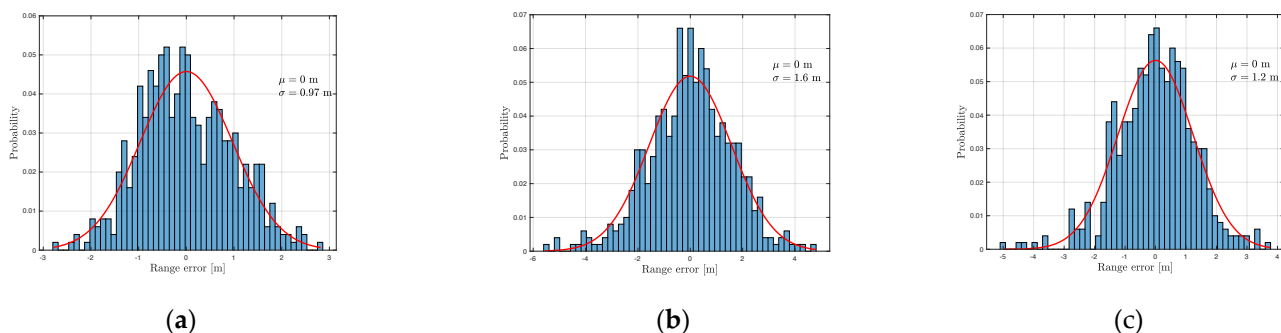 0.06
0.05
0.04
0.03
0.02
0.01
0
-3 -2 -1 0 1 2 3
Probability
Range error [m]
μ = 0 m
σ = 0.97 m
(a)
0.07
0.06
0.05
0.04
0.03
0.02
0.01
0
-6 -4 -2 0 2 4
Probability
Range error [m]
μ = 0 m
σ = 1.6 m
(b)
0.07
0.06
0.05
0.04
0.03
0.02
0.01
0
-5 -4 -3 -2 -1 0 1 2 3 4
Probability
Range error [m]
μ = 0 m
σ = 1.2 m
(c)